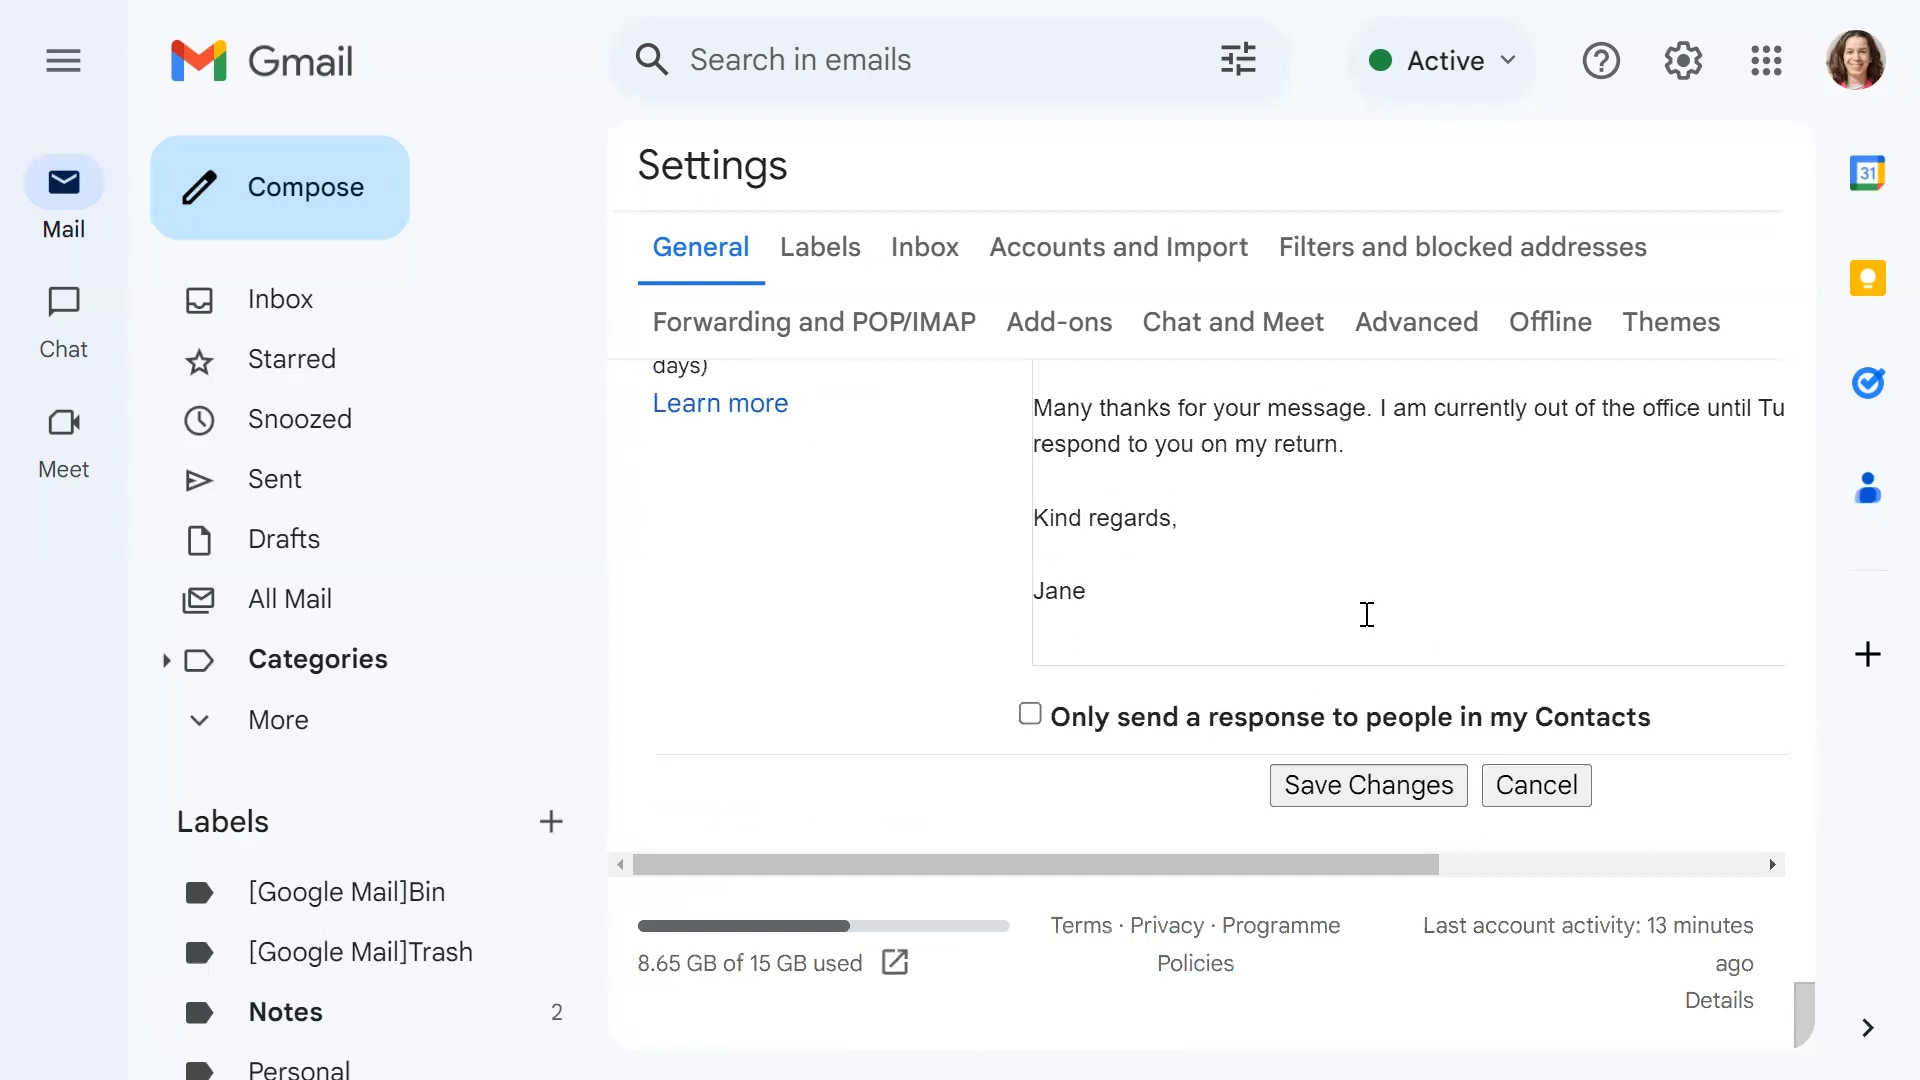 Gmail
Search in emails
Active
31
Compose
Mail
Chat
Meet
Inbox
Starred
Snoozed
Sent
Drafts
All Mail
Categories
More
Labels
[Google Mail]Bin
[Google Mail]Trash
Notes 2
Personal
Settings
General Labels Inbox Accounts and Import Filters and blocked addresses
Forwarding and POP/IMAP Add-ons Chat and Meet Advanced Offline Themes
days)
Learn more
Many thanks for your message. I am currently out of the office until Tu
respond to you on my return.
Kind regards,
Jane
Only send a response to people in my Contacts
Save Changes Cancel
8.65 GB of 15 GB used
Terms · Privacy · Programme
Policies
Last account activity: 13 minutes
ago
Details